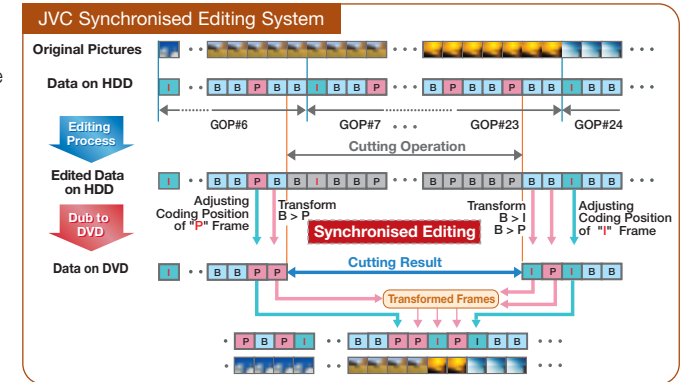 JVC Synchronised Editing System
e
Original Pictures
Data on HDD
I ·· B B P B B I B B P ··· B P B B P B B I B B ···
GOP#6 GOP#7 ··· GOP#23 GOP#24
Editing
Process
Cutting Operation
Edited Data
on HDD
I ·· B B P B B I B B P ··· B P B B P B B I B B ···
Adjusting
Coding Position
of "P" Frame
Transform
B > P
Synchronised Editing
Transform
B > I
B > P
Adjusting
Coding Position
of "I" Frame
Dub to
DVD
Data on DVD
I ·· B B P P
Cutting Result
I P I B B
Transformed Frames
· P B P I ·· B B P P I P I B B ···